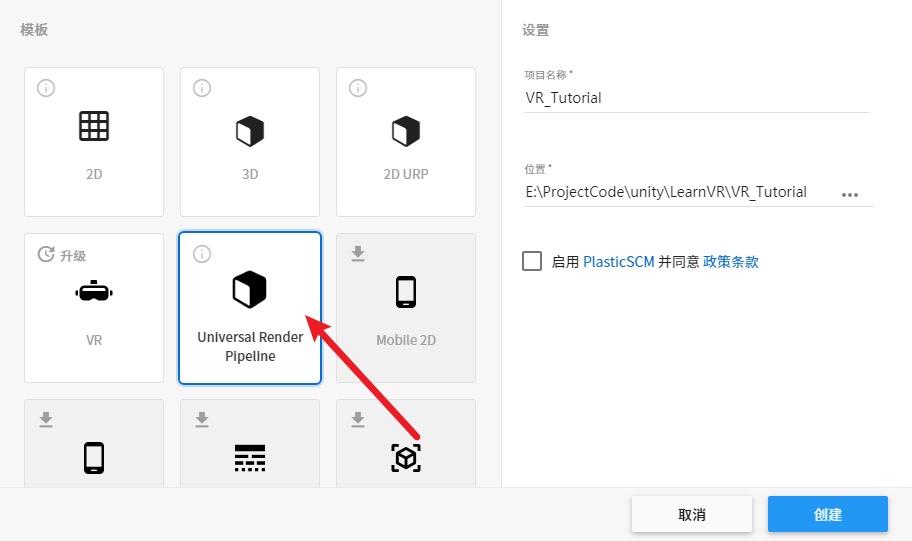 模板
设置
2D
3D
2D URP
项目名称 *
VR_Tutorial
位置 *
E:\ProjectCode\unity\LearnVR\VR_Tutorial
•••
升级
VR
Universal Render
Pipeline
Mobile 2D
启用 PlasticSCM 并同意 政策条款
取消
创建